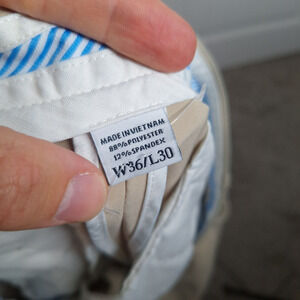 MADE IN VIETNAM
88% POLYESTER
12% SPANDEX
W36/L30